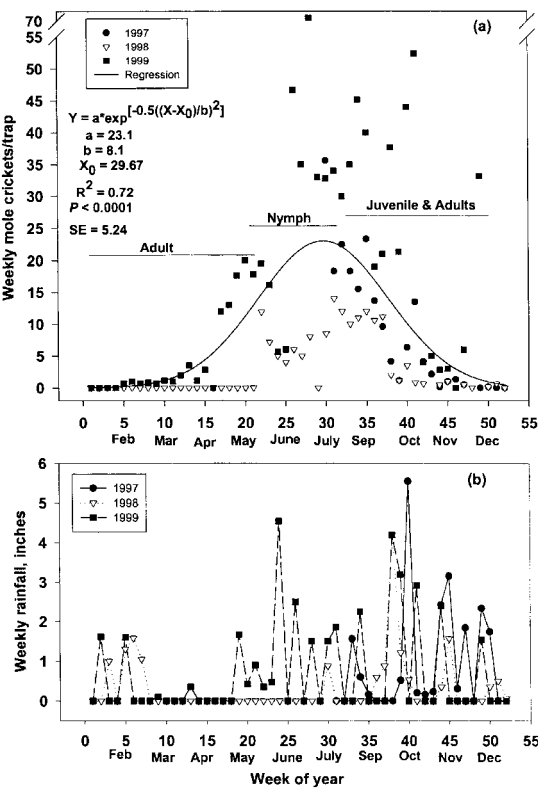 (a)
1997
1998
1999
Regression
Y = a*exp[-0.5((X-X0)/b)2]
a = 23.1
b = 8.1
X0 = 29.67
R2 = 0.72
P < 0.0001
SE = 5.24
Adult
Nymph
Juvenile & Adults
Weekly mole crickets/trap
70
55
50
45
40
35
30
25
20
15
10
5
0
0 5 10 15 20 25 30 35 40 45 50 55
Feb Mar Apr May June July Sep Oct Nov Dec
(b)
1997
1998
1999
Weekly rainfall, inches
6
5
4
3
2
1
0
0 5 10 15 20 25 30 35 40 45 50 55
Feb Mar Apr May June July Sep Oct Nov Dec
Week of year